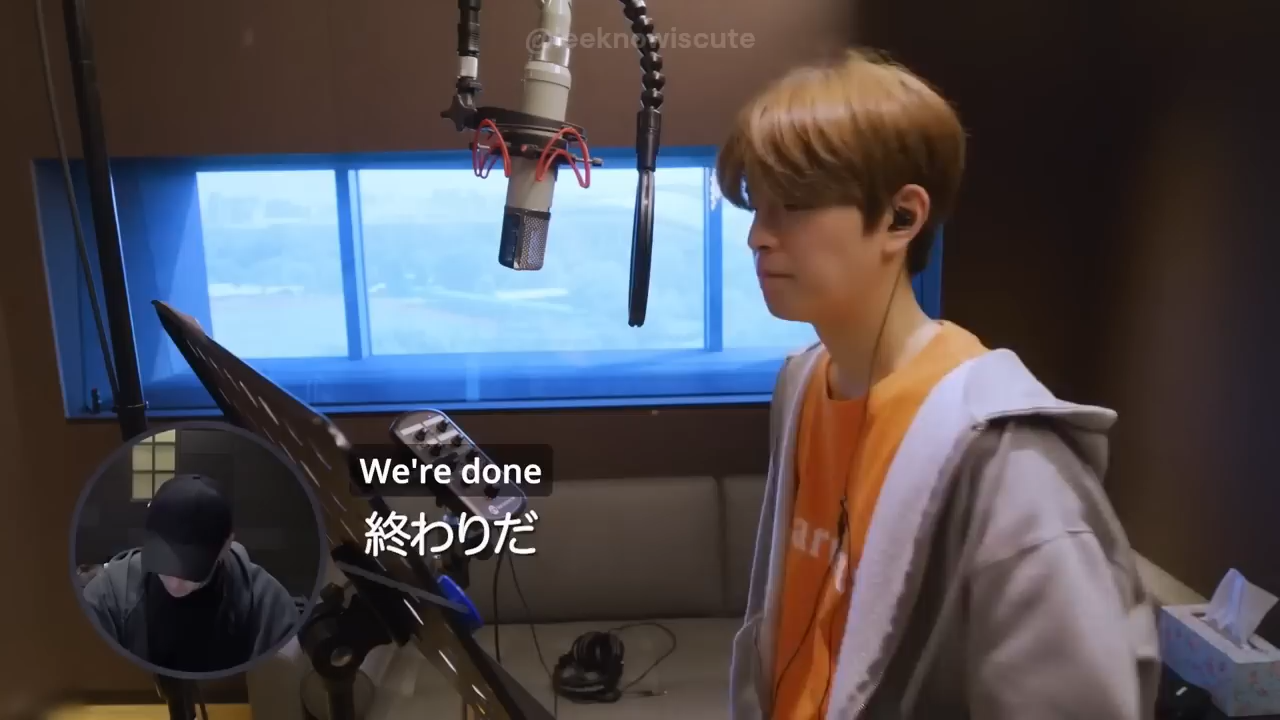 @leeknowiscute
We're done
終わりだ